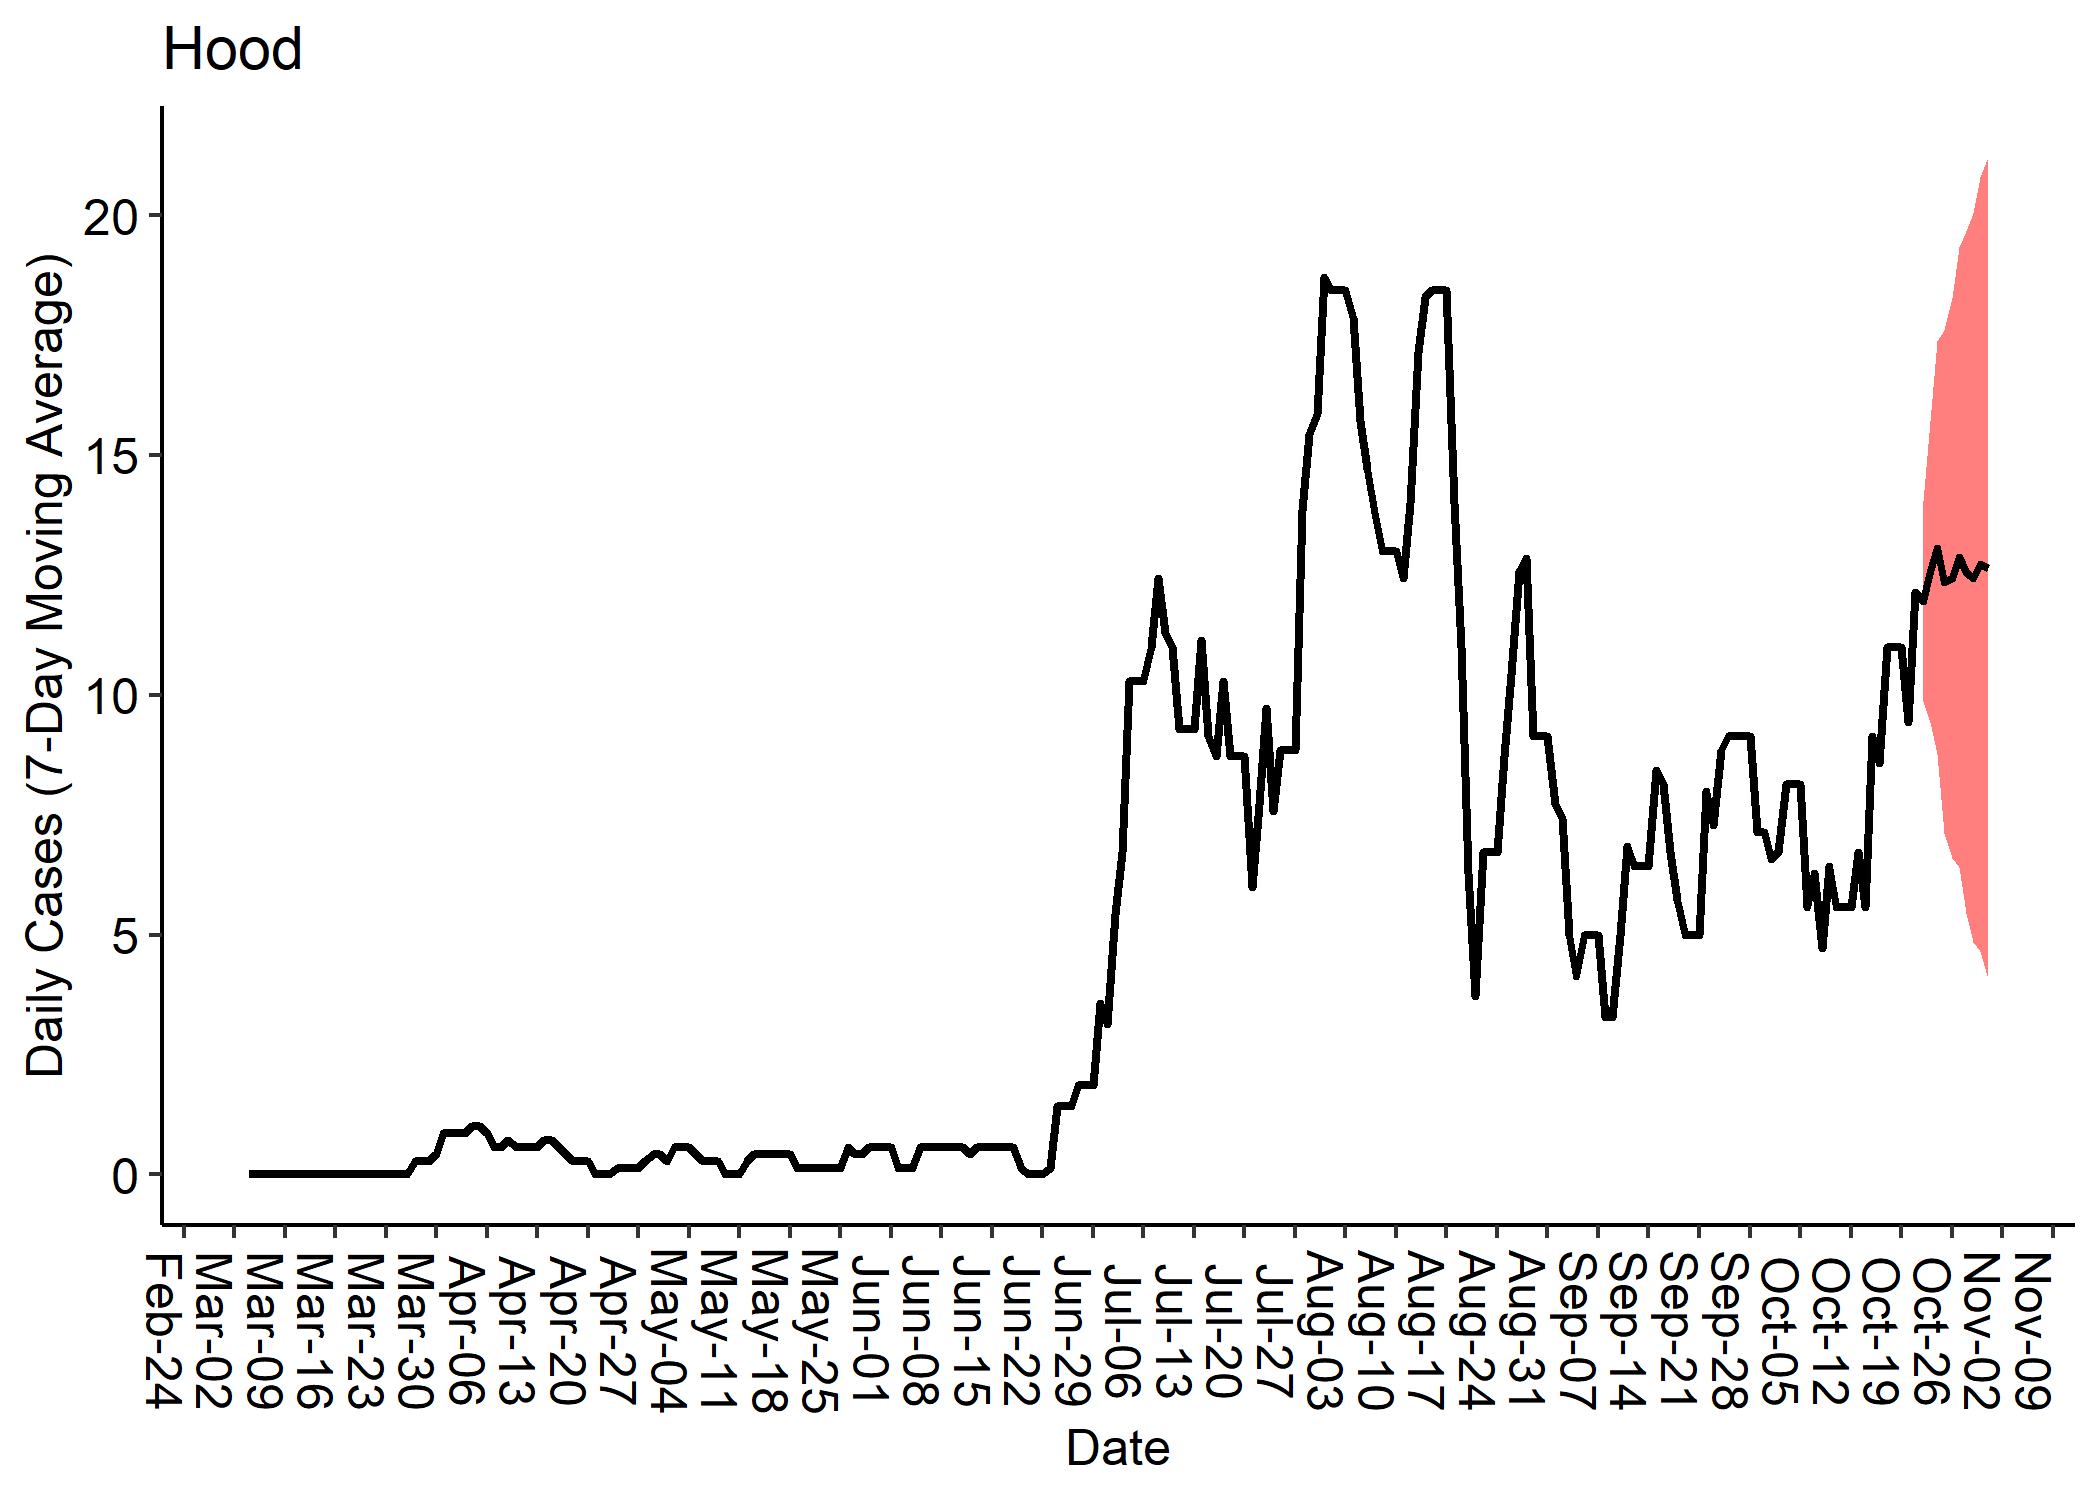 Hood
Daily Cases (7-Day Moving Average)
20
15
10
5
0
Feb-24
Mar-02
Mar-09
Mar-16
Mar-23
Mar-30
Apr-06
Apr-13
Apr-20
Apr-27
May-04
May-11
May-18
May-25
Jun-01
Jun-08
Jun-15
Jun-22
Jun-29
Jul-06
Jul-13
Jul-20
Jul-27
Aug-03
Aug-10
Aug-17
Aug-24
Aug-31
Sep-07
Sep-14
Sep-21
Sep-28
Oct-05
Oct-12
Oct-19
Oct-26
Nov-02
Nov-09
Date